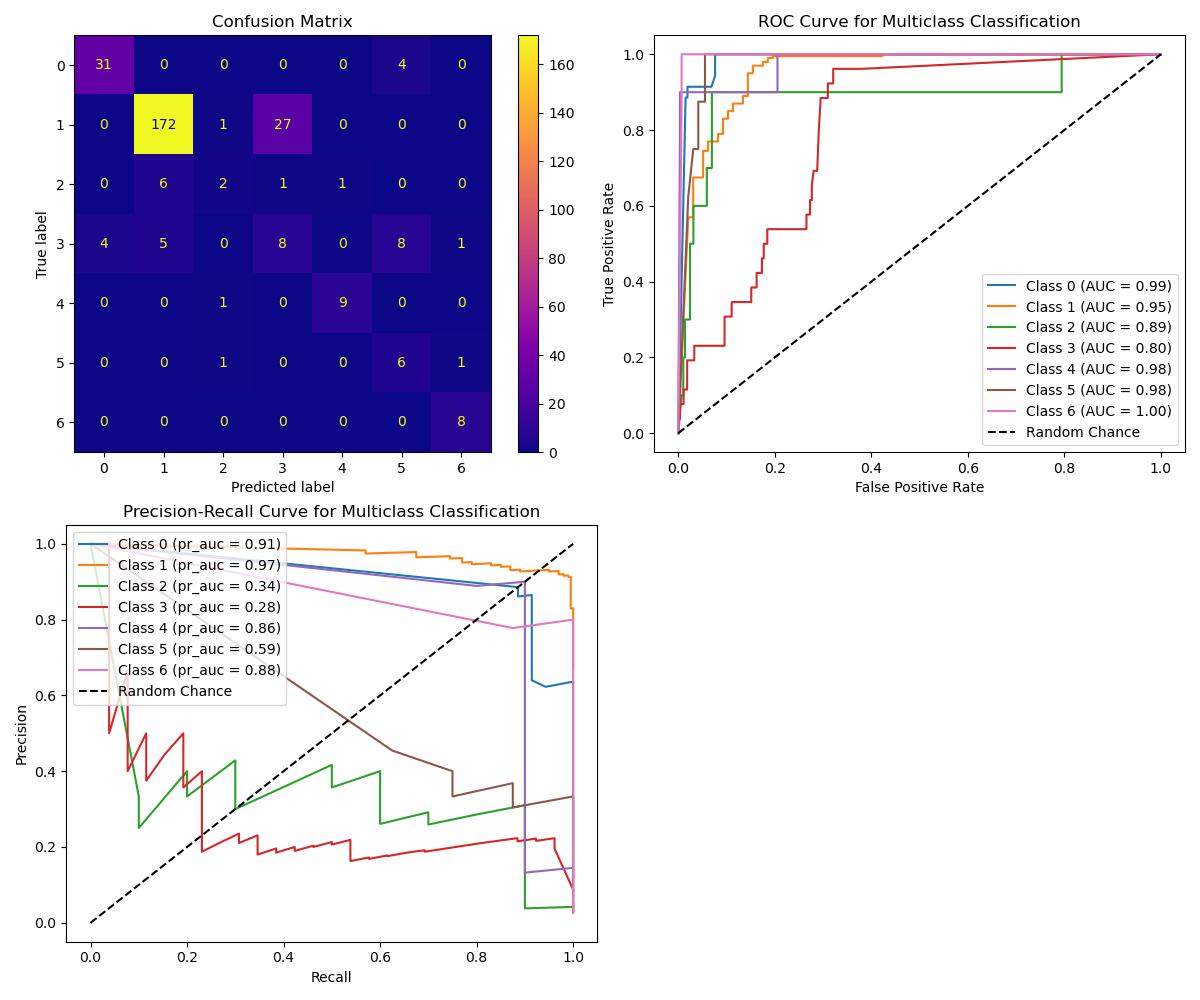 Confusion Matrix
0 31 0 0 0 0 4 0
1 0 172 1 27 0 0 0
2 0 6 2 1 1 0 0
3 4 5 0 8 0 8 1
4 0 0 1 0 9 0 0
5 0 0 1 0 0 6 1
6 0 0 0 0 0 0 8
0 1 2 3 4 5 6
Predicted label
True label
160
140
120
100
80
60
40
20
0
ROC Curve for Multiclass Classification
1.0
0.8
0.6
0.4
0.2
0.0
True Positive Rate
Class 0 (AUC = 0.99)
Class 1 (AUC = 0.95)
Class 2 (AUC = 0.89)
Class 3 (AUC = 0.80)
Class 4 (AUC = 0.98)
Class 5 (AUC = 0.98)
Class 6 (AUC = 1.00)
Random Chance
0.0 0.2 0.4 0.6 0.8 1.0
False Positive Rate
Precision-Recall Curve for Multiclass Classification
1.0
0.8
0.6
0.4
0.2
0.0
Precision
Class 0 (pr_auc = 0.91)
Class 1 (pr_auc = 0.97)
Class 2 (pr_auc = 0.34)
Class 3 (pr_auc = 0.28)
Class 4 (pr_auc = 0.86)
Class 5 (pr_auc = 0.59)
Class 6 (pr_auc = 0.88)
Random Chance
0.0 0.2 0.4 0.6 0.8 1.0
Recall